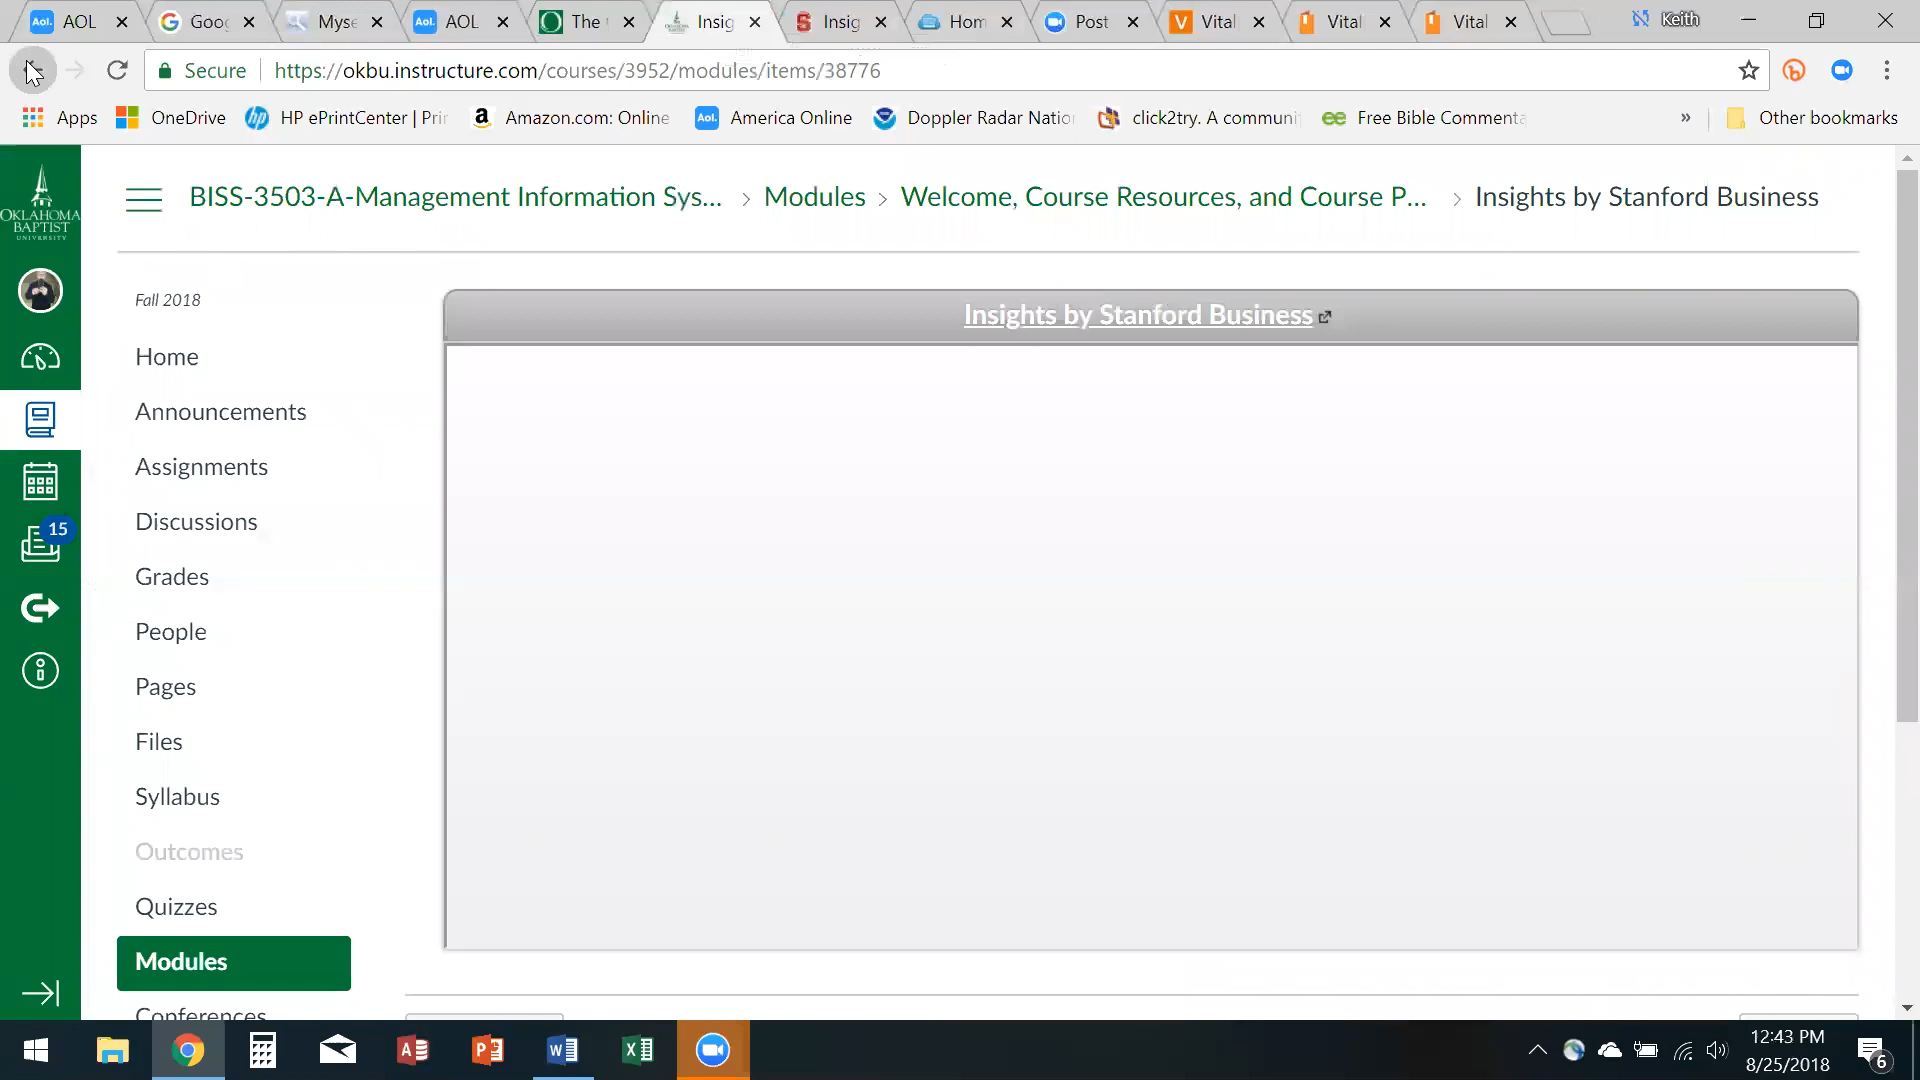 AOL
Goog
Myse
AOL
The
Insig
Insig
Hom
Post
Vital
Vital
Vital
Keith
Secure
https://okbu.instructure.com/courses/3952/modules/items/38776
Apps
OneDrive
HP ePrintCenter | Prin
Amazon.com: Online
America Online
Doppler Radar Natio
click2try. A communi
Free Bible Commenta
»
Other bookmarks
OKLAHOMA
BAPTIST
UNIVERSITY
BISS-3503-A-Management Information Sys... > Modules > Welcome, Course Resources, and Course P... > Insights by Stanford Business
Fall 2018
Insights by Stanford Business
Home
Announcements
Assignments
Discussions
15
Grades
People
Pages
Files
Syllabus
Outcomes
Quizzes
Modules
Conferences
12:43 PM
8/25/2018
6